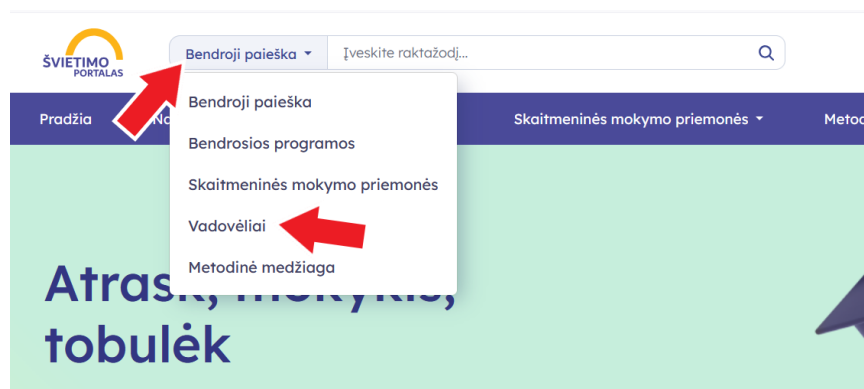 ŠVIETIMO
PORTALAS
Bendroji paieška
Įveskite raktažodį...
Bendroji paieška
Bendrosios programos
Skaitmeninės mokymo priemonės
Vadovėliai
Metodinė medžiaga
Pradžia
Skaitmeninės mokymo priemonės
tobulėk